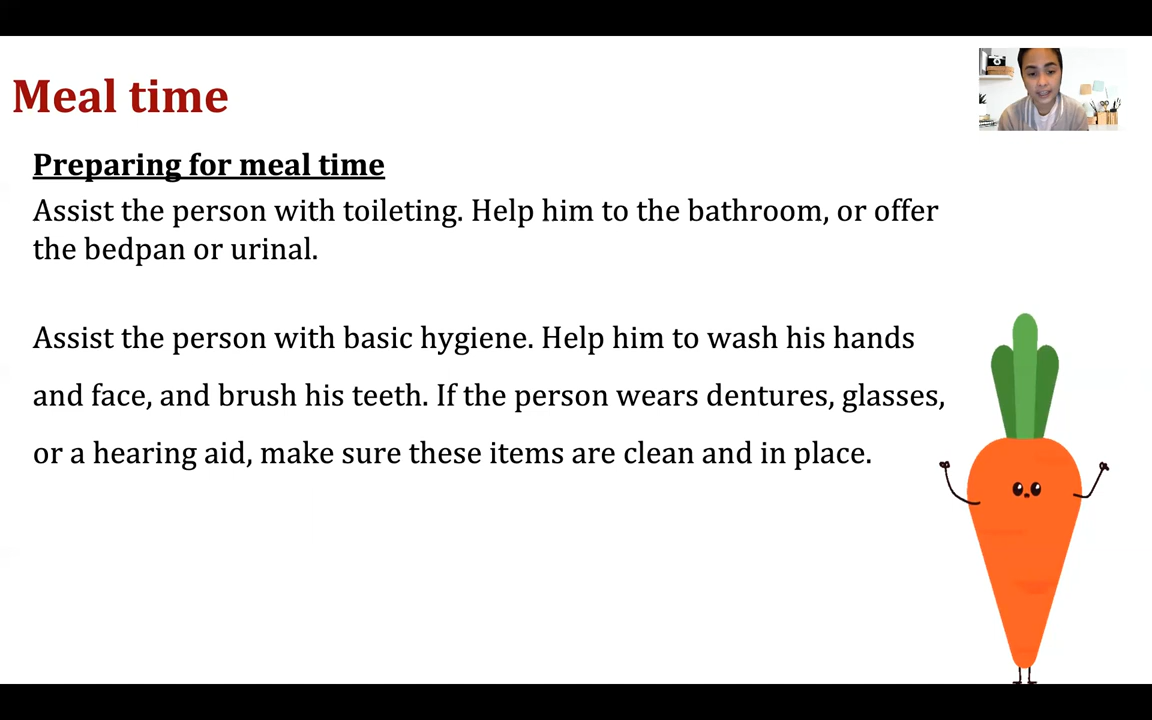 Meal time
Preparing for meal time
Assist the person with toileting. Help him to the bathroom, or offer
the bedpan or urinal.
Assist the person with basic hygiene. Help him to wash his hands
and face, and brush his teeth. If the person wears dentures, glasses,
or a hearing aid, make sure these items are clean and in place.